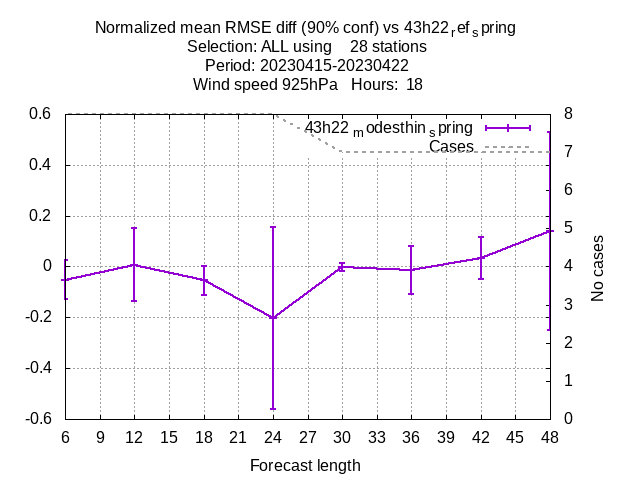 Normalized mean RMSE diff (90% conf) vs 43h22refspring
Selection: ALL using 28 stations
Period: 20230415-20230422
Wind speed 925hPa Hours: 18
43h22modesthinspring
Cases
0.6
0.4
0.2
0
-0.2
-0.4
-0.6
8
7
6
5
4
3
2
1
0
No cases
6 9 12 15 18 21 24 27 30 33 36 39 42 45 48
Forecast length